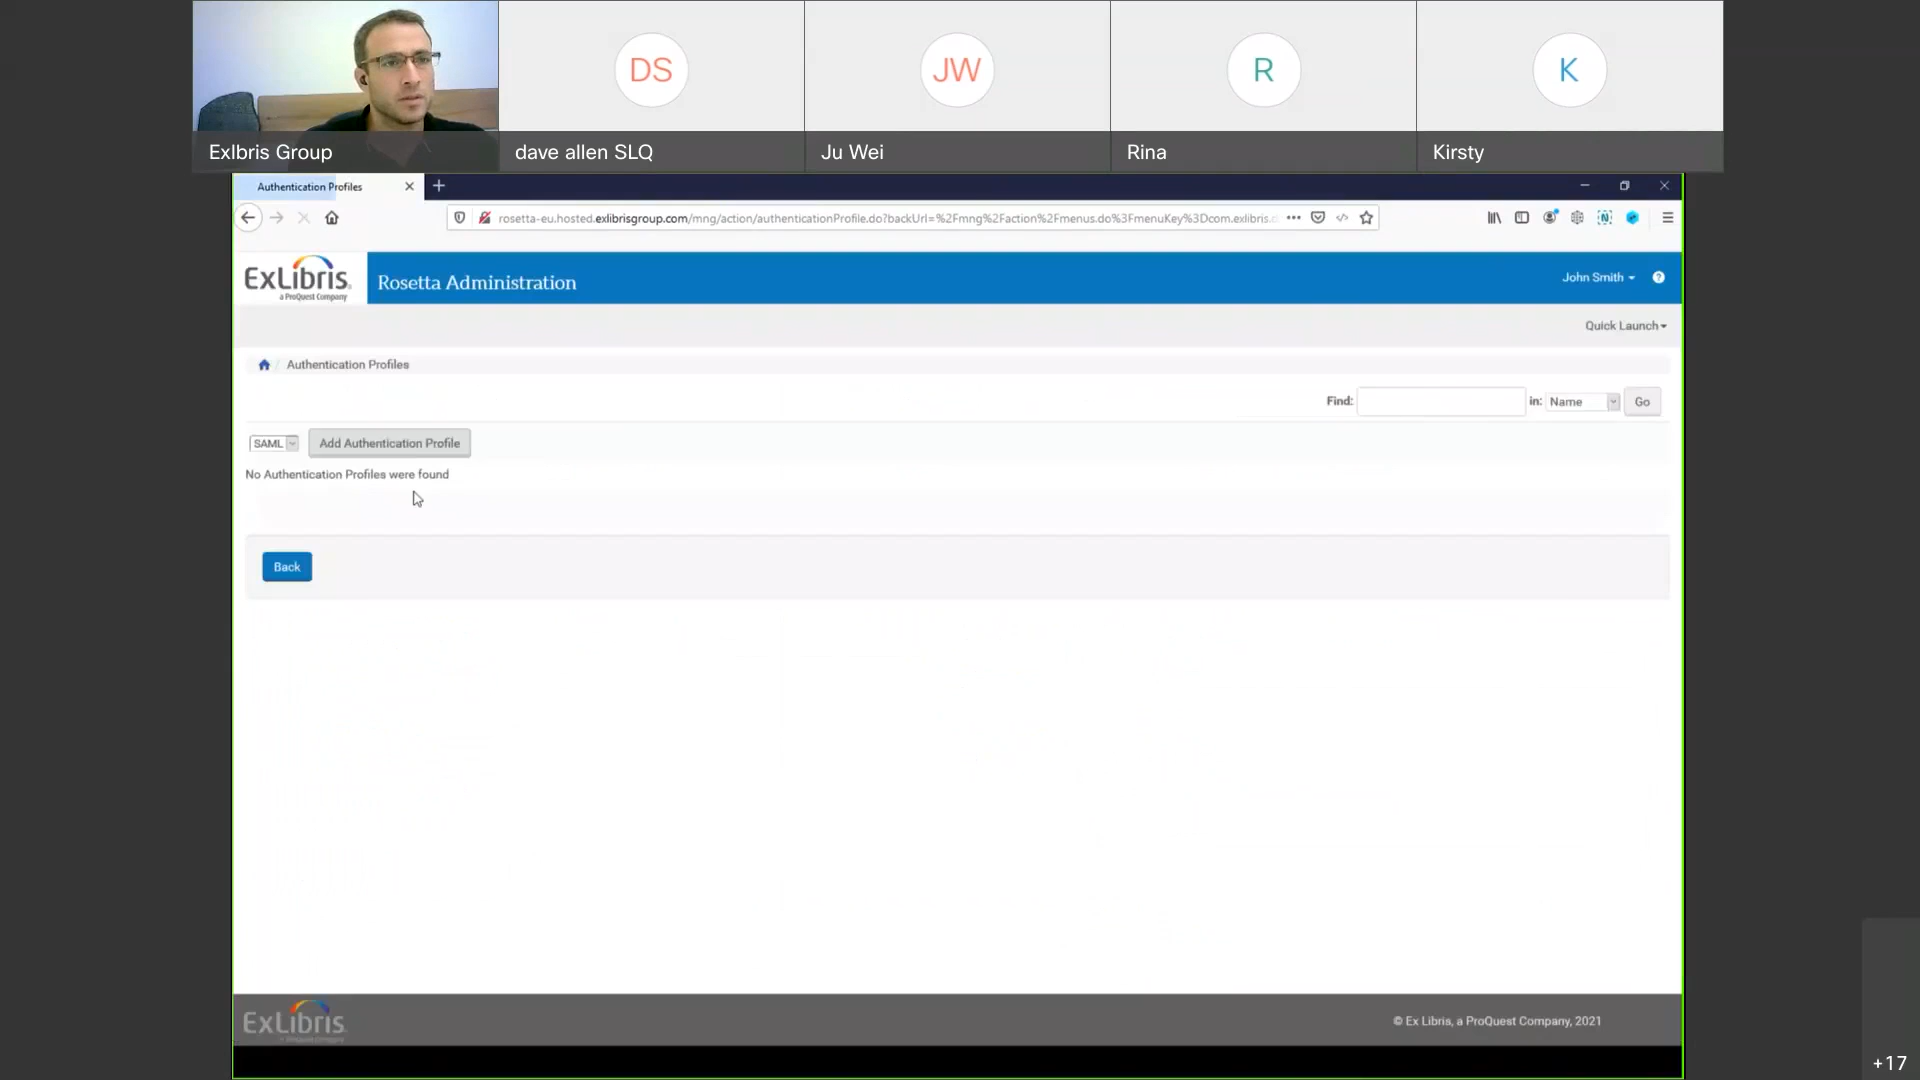 DS
JW
R
K
Exlbris Group
dave allen SLQ
Ju Wei
Rina
Kirsty
Authentication Profiles
rosetta-eu.hosted.exlibrisgroup.com/mng/action/authenticationProfile.do?backUrl=%2Fmng%2Faction%2Fmenus.do%3FmenuKey%3Dcom.exlibris.
ExLibris
a ProQuest Company
Rosetta Administration
John Smith
?
Quick Launch
/ Authentication Profiles
Find:
in: Name
Go
SAML
Add Authentication Profile
No Authentication Profiles were found
Back
ExLibris
© Ex Libris, a ProQuest Company, 2021
+17